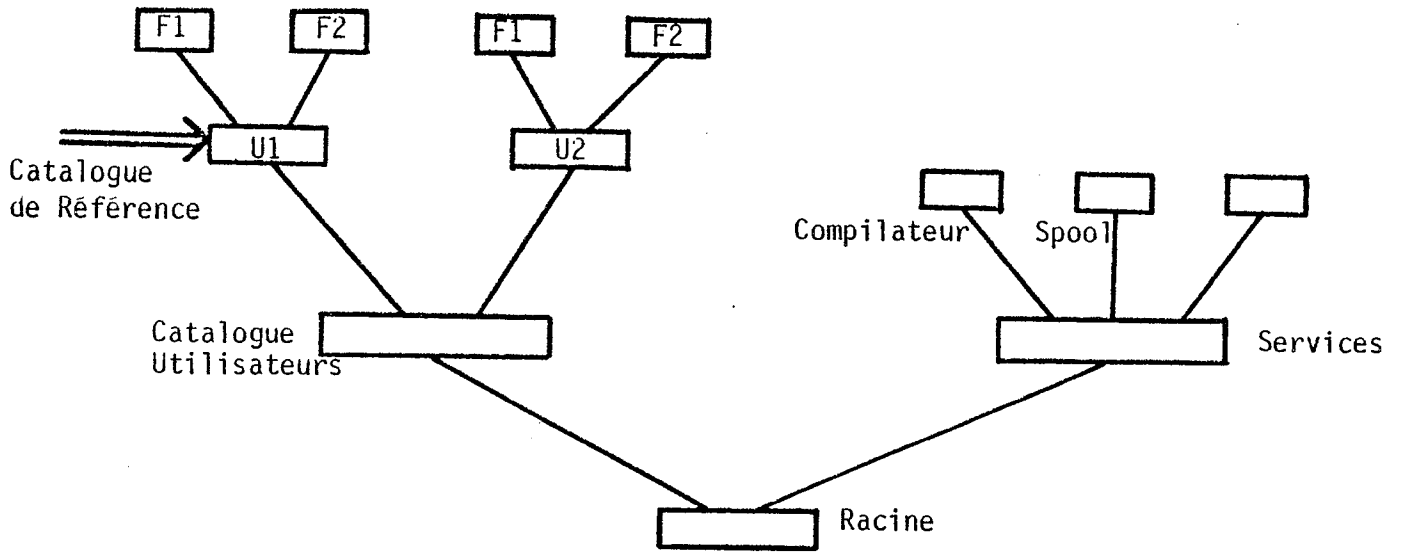 F1
F2
F1
F2
U1
U2
Catalogue
de Référence
Compilateur
Spool
Catalogue
Utilisateurs
Services
Racine